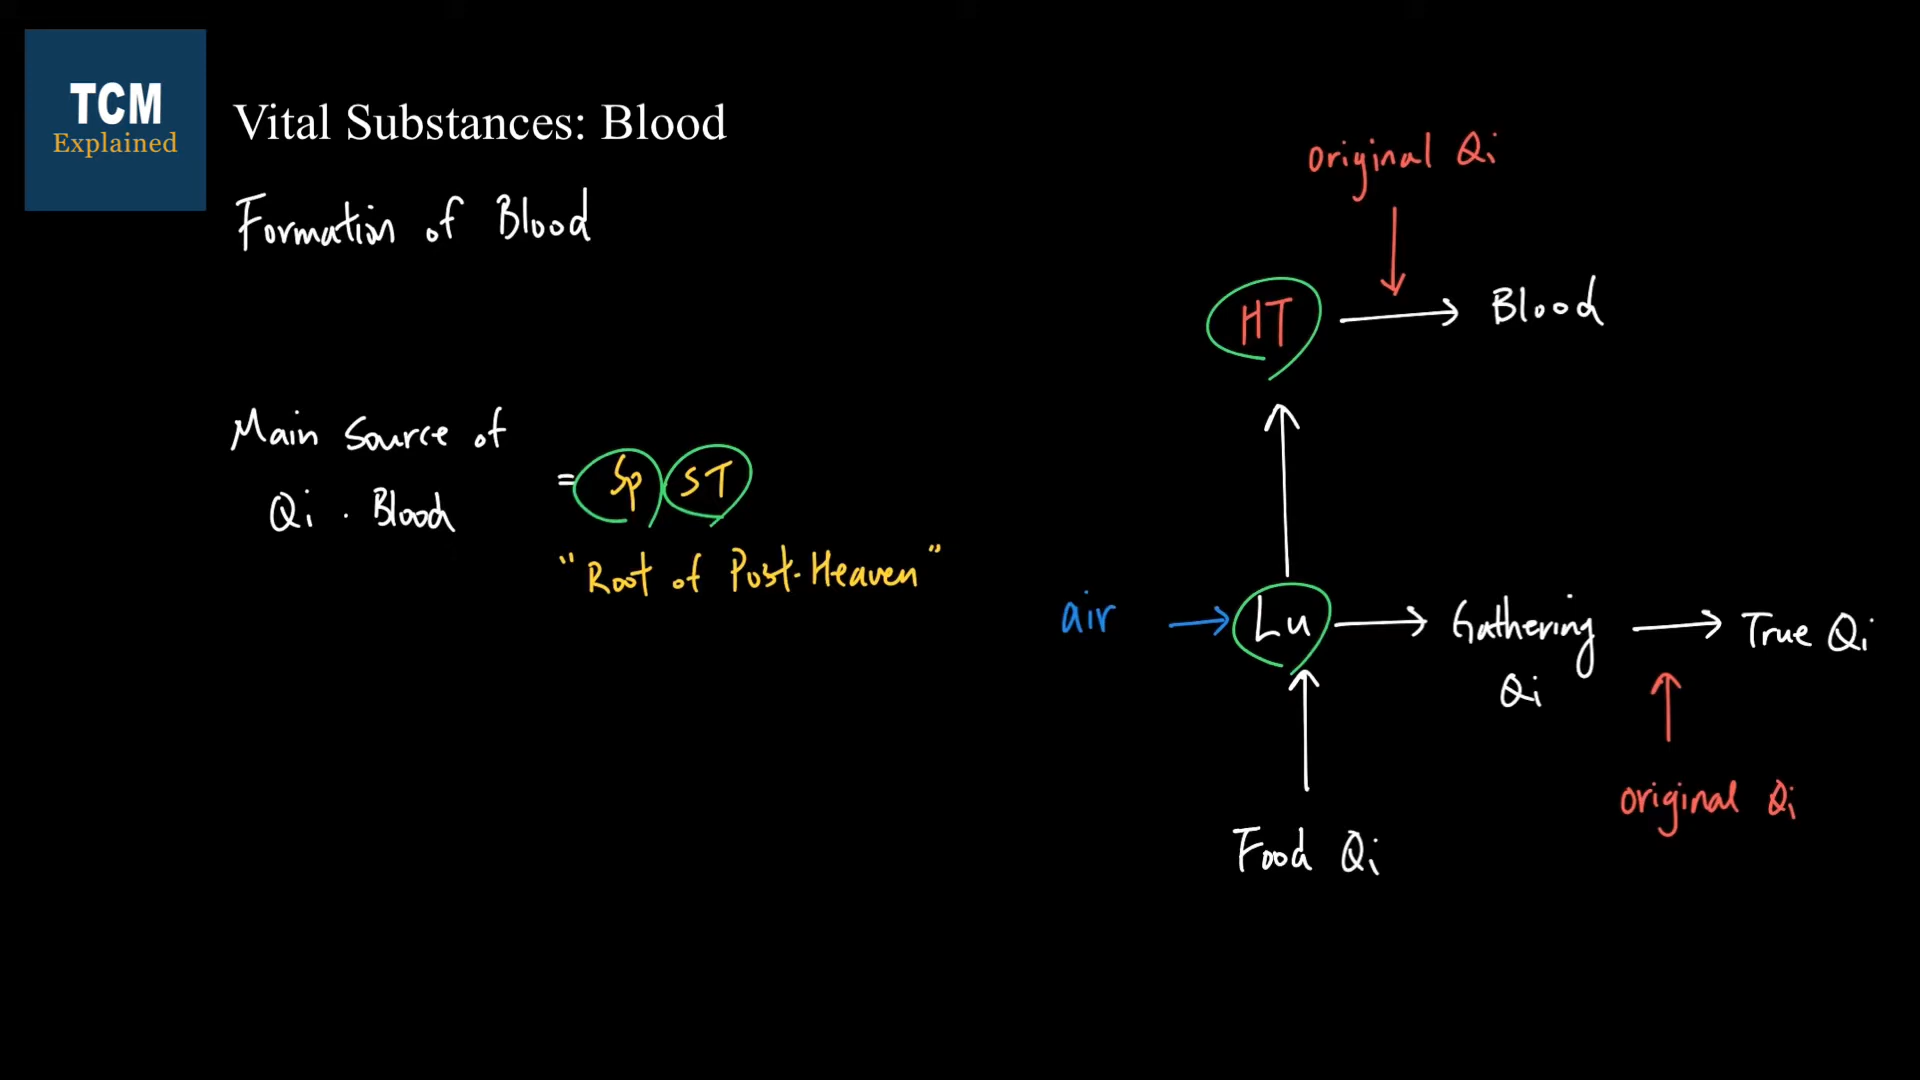 TCM
Explained
Vital Substances: Blood
Formation of Blood
Main Source of
Qi · Blood
= Sp ST
"Root of Post-Heaven"
original Qi
HT → Blood
air → Lu → Gathering Qi → True Qi
original Qi
Food Qi